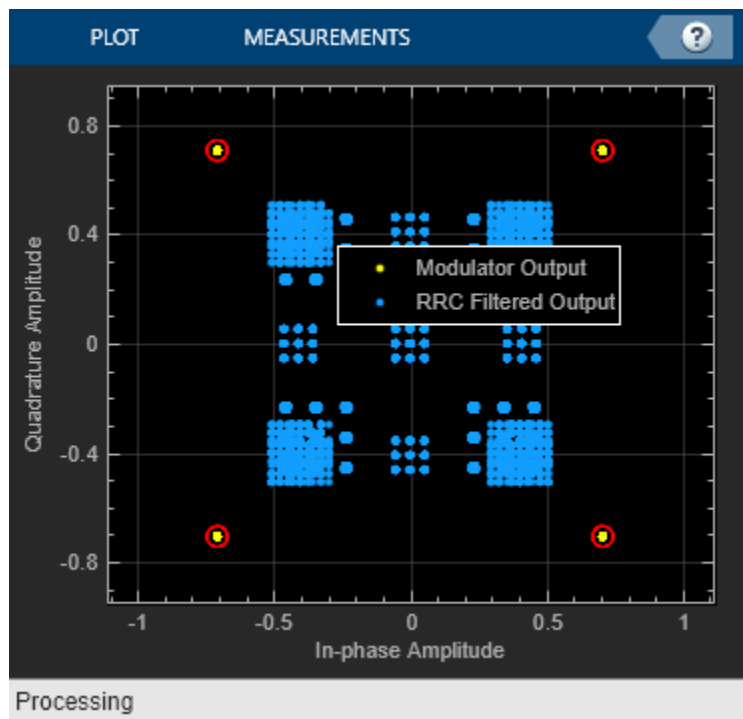 PLOT MEASUREMENTS ?
0.8
0.4
0
-0.4
-0.8
Quadrature Amplitude
Modulator Output
RRC Filtered Output
-1 -0.5 0 0.5 1
In-phase Amplitude
Processing